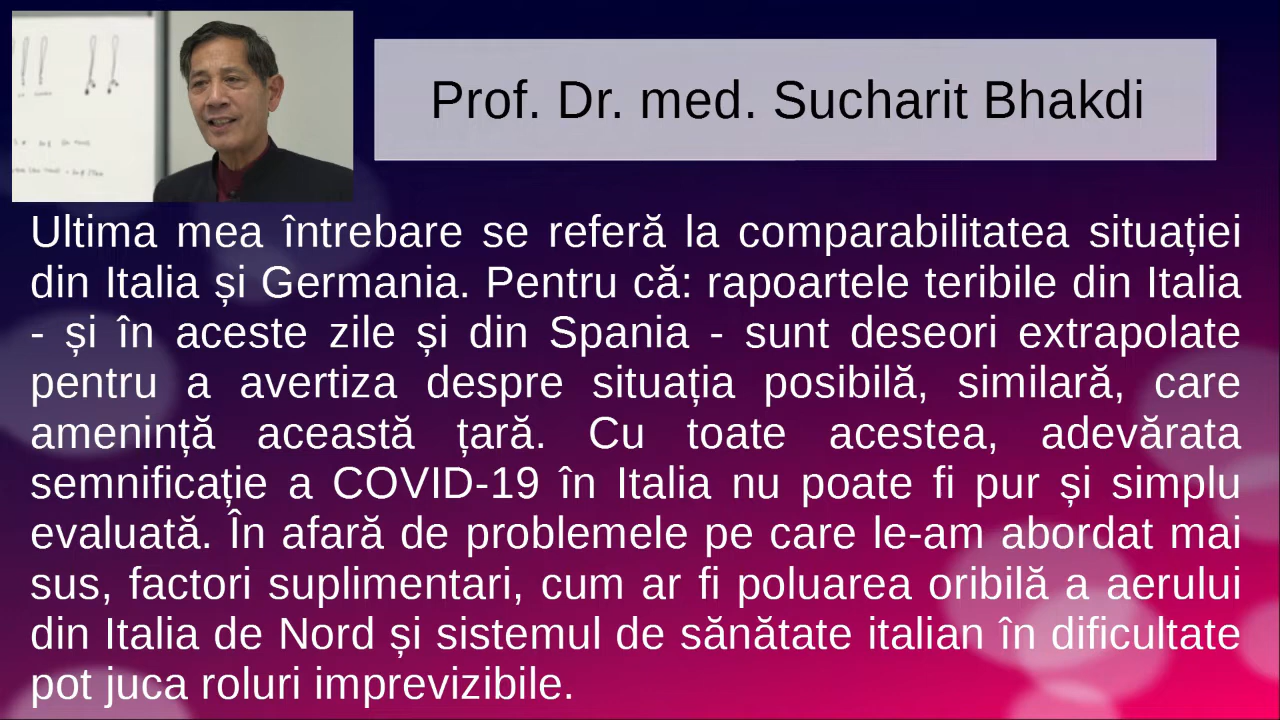 Prof. Dr. med. Sucharit Bhakdi
Ultima mea întrebare se referă la comparabilitatea situației
din Italia și Germania. Pentru că: rapoartele teribile din Italia
- și în aceste zile și din Spania - sunt deseori extrapolate
pentru a avertiza despre situația posibilă, similară, care
amenință această țară. Cu toate acestea, adevărata
semnificație a COVID-19 în Italia nu poate fi pur și simplu
evaluată. În afară de problemele pe care le-am abordat mai
sus, factori suplimentari, cum ar fi poluarea oribilă a aerului
din Italia de Nord și sistemul de sănătate italian în dificultate
pot juca roluri imprevizibile.